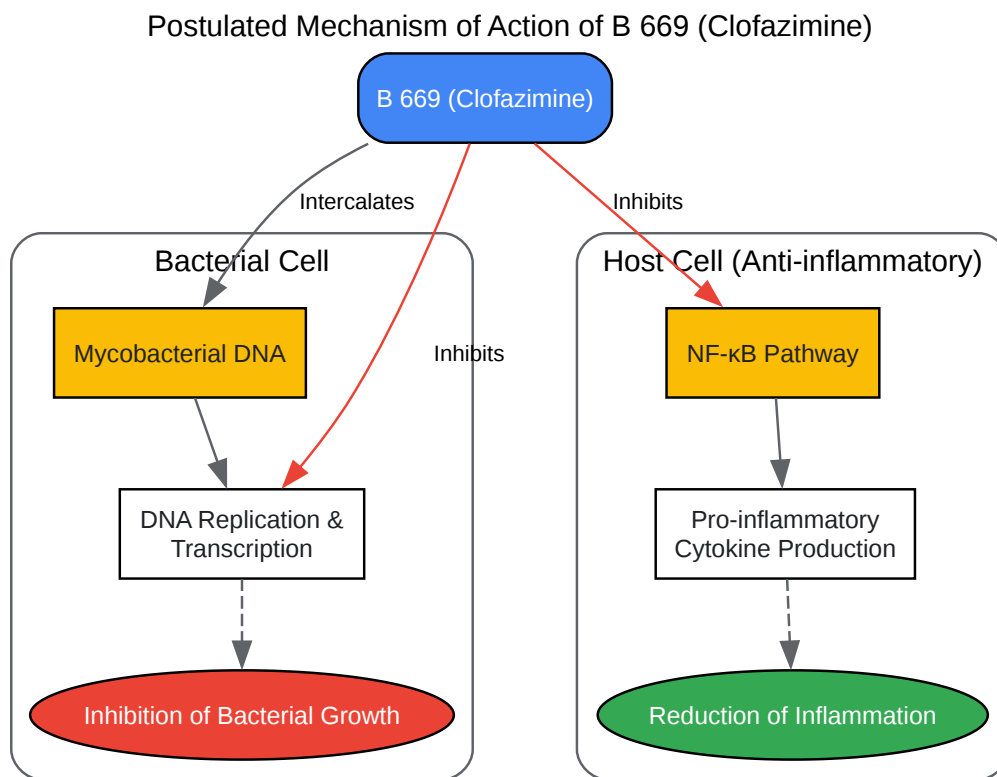 Postulated Mechanism of Action of B 669 (Clofazimine)
B 669 (Clofazimine)
Intercalates
Inhibits
Bacterial Cell
Host Cell (Anti-inflammatory)
Mycobacterial DNA
Inhibits
NF-κB Pathway
DNA Replication &
Transcription
Pro-inflammatory
Cytokine Production
Inhibition of Bacterial Growth
Reduction of Inflammation